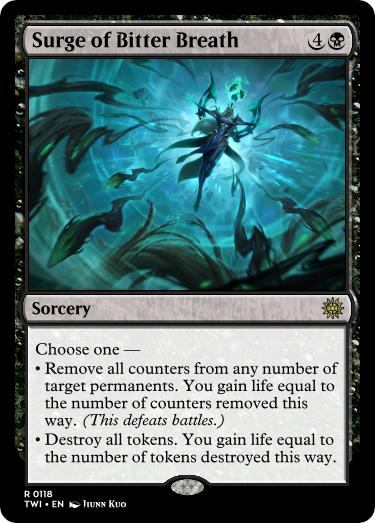 Surge of Bitter Breath 4
Sorcery
Choose one —
• Remove all counters from any number of
target permanents. You gain life equal to
the number of counters removed this
way. (This defeats battles.)
• Destroy all tokens. You gain life equal to
the number of tokens destroyed this way.
R 0118
TWI • EN Jiunn Kuo